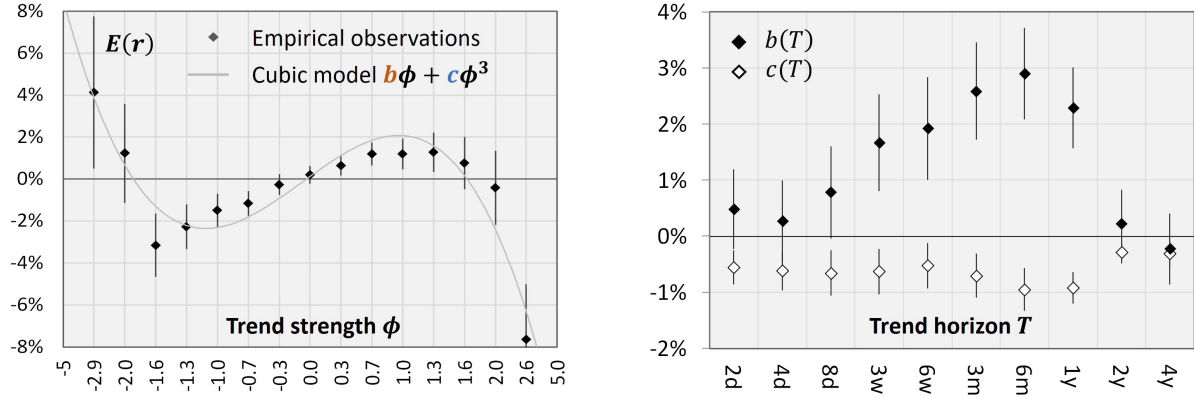 8%
6%
4%
2%
0%
-2%
-4%
-6%
-8%
E(r)
Empirical observations
Cubic model bϕ + cϕ³
Trend strength ϕ
-5
-2.9
-2.0
-1.6
-1.3
-1.0
-0.7
-0.3
0.0
0.3
0.7
1.0
1.3
1.6
2.0
2.6
5.0
4%
3%
2%
1%
0%
-1%
-2%
b(T)
c(T)
Trend horizon T
2d
4d
8d
3w
6w
3m
6m
1y
2y
4y